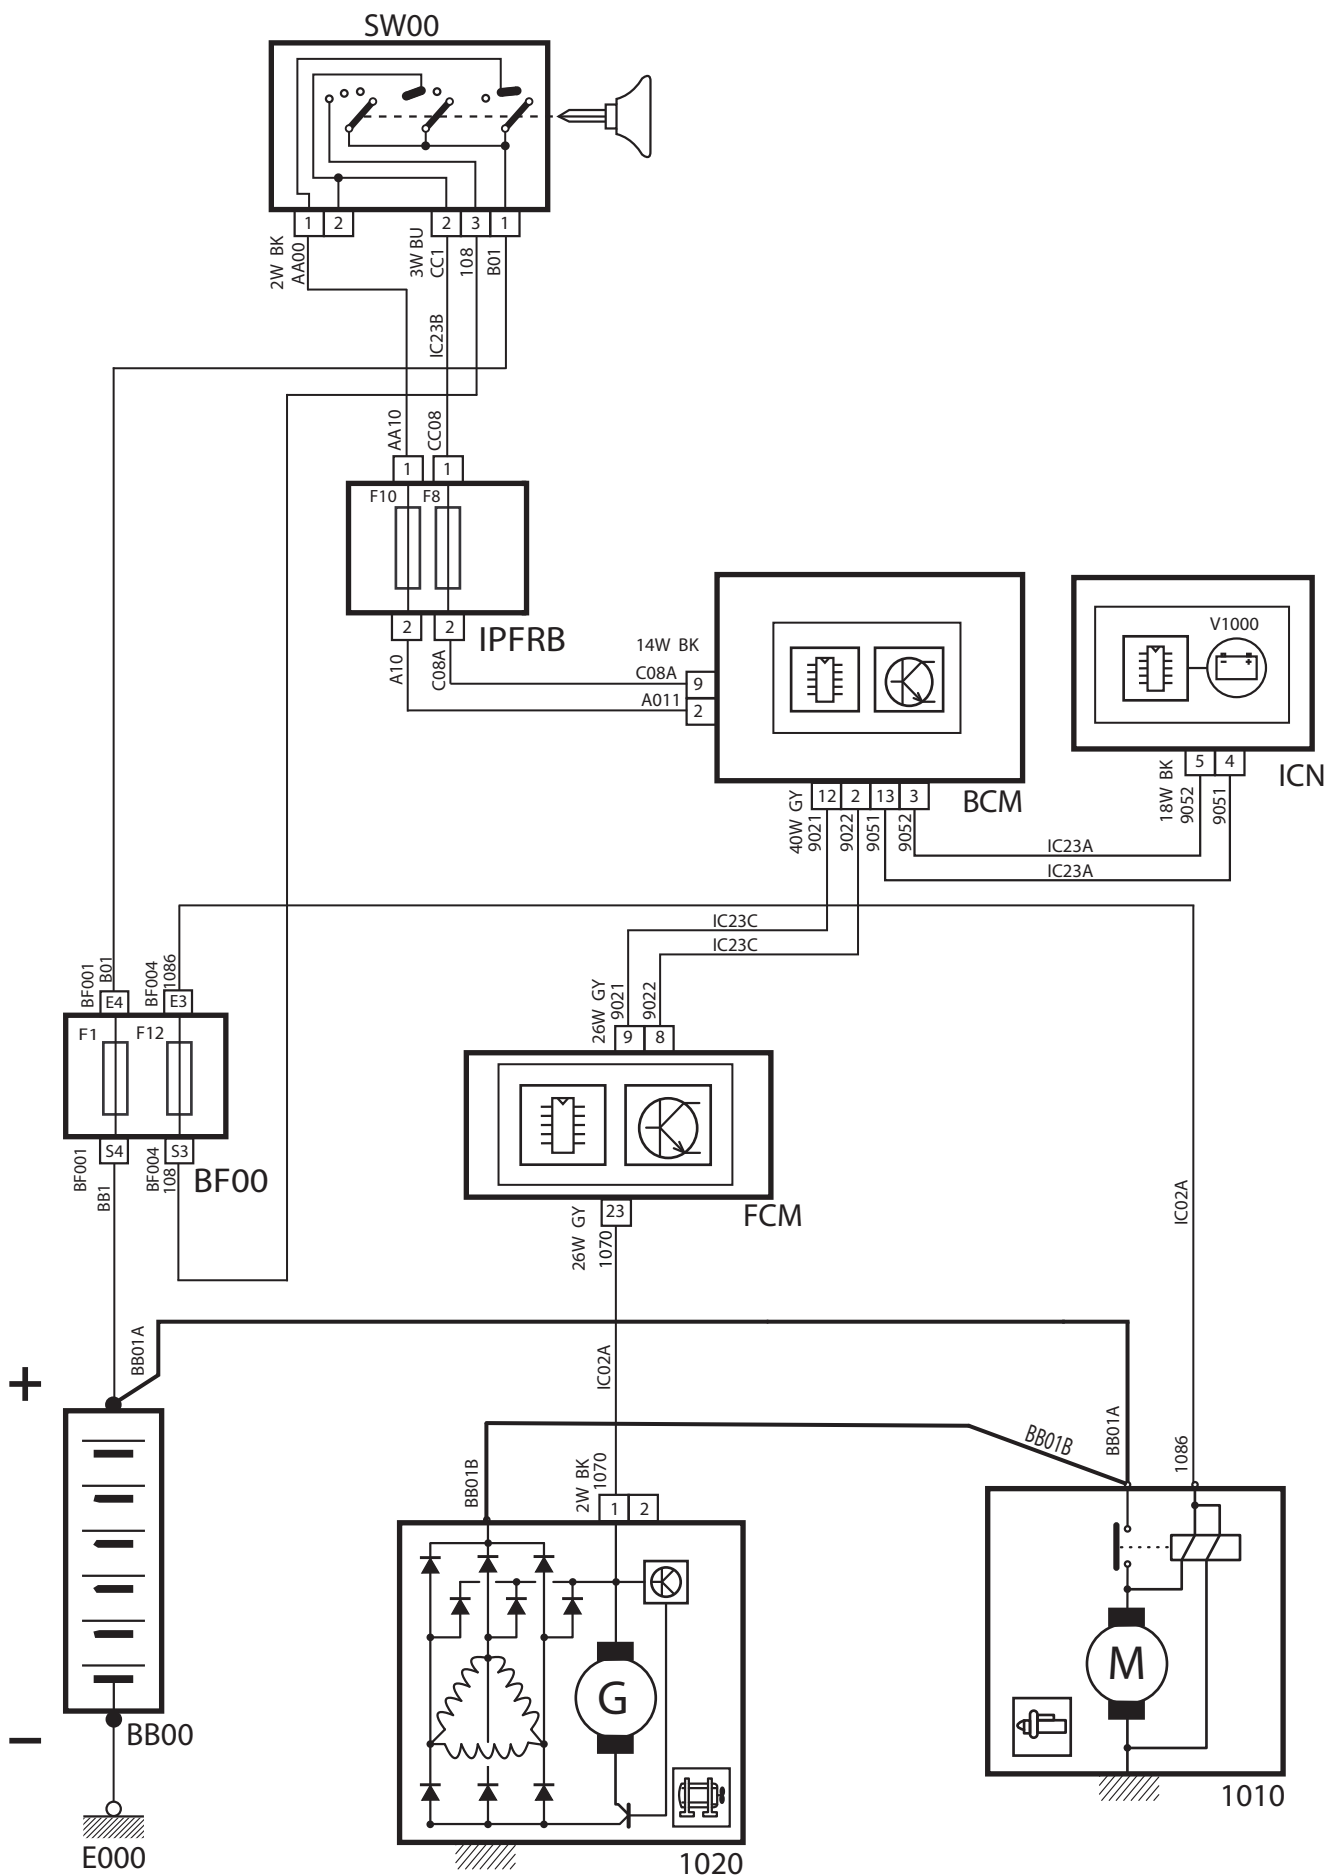 SW00
1 2 2 3 1
2W BK
AA00
3W BU
CC1
108
B01
IC23B
AA10
CC08
1 1
F10 F8
2 2
IPFRB
A10
C08A
14W BK
C08A
9
A011
2
V1000
5 4
ICN
18W BK
9052
9051
12 2 13 3
BCM
40W GY
9021
9022
9051
9052
IC23A
IC23A
IC23C
IC23C
BF001
B01
BF004
1086
E4 E3
F1 F12
S4 S3
BF00
BF001
BB1
BF004
108
26W GY
9021
9022
9 8
23
FCM
26W GY
1070
IC02A
IC02A
+
BB01A
BB01B
BB01B
BB01A
1086
2W BK
1070
1 2
G
M
–
BB00
E000
1020
1010